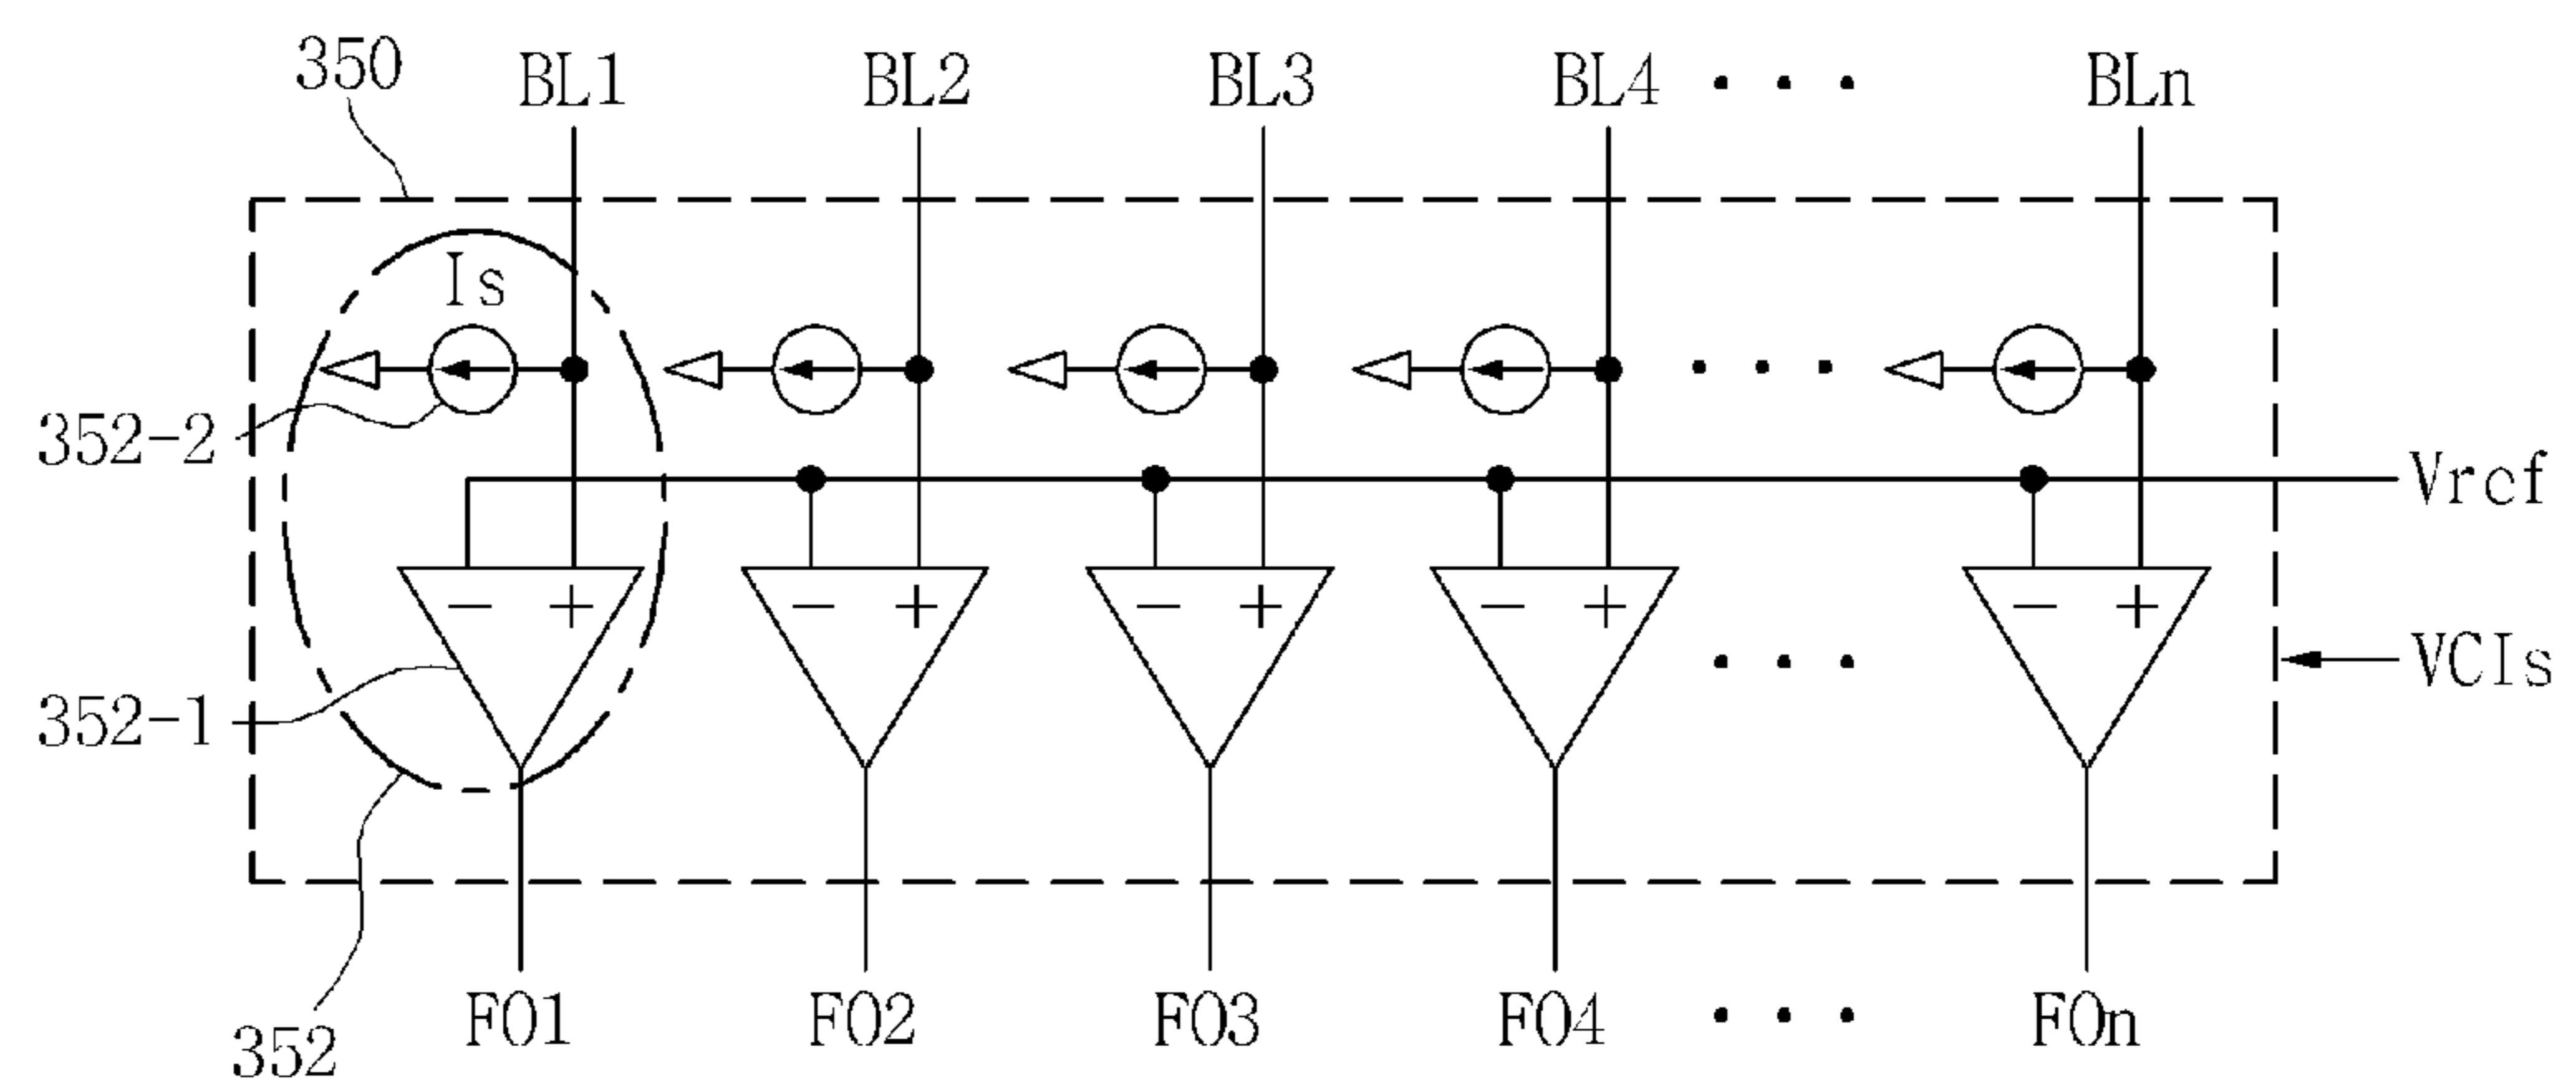 350 BL1 BL2 BL3 BL4 · · · BLn
Is
· · ·
352-2
Vref
− + − + − + − + − +
352-1 · · · VCIs
352 FO1 FO2 FO3 FO4 · · · FOn